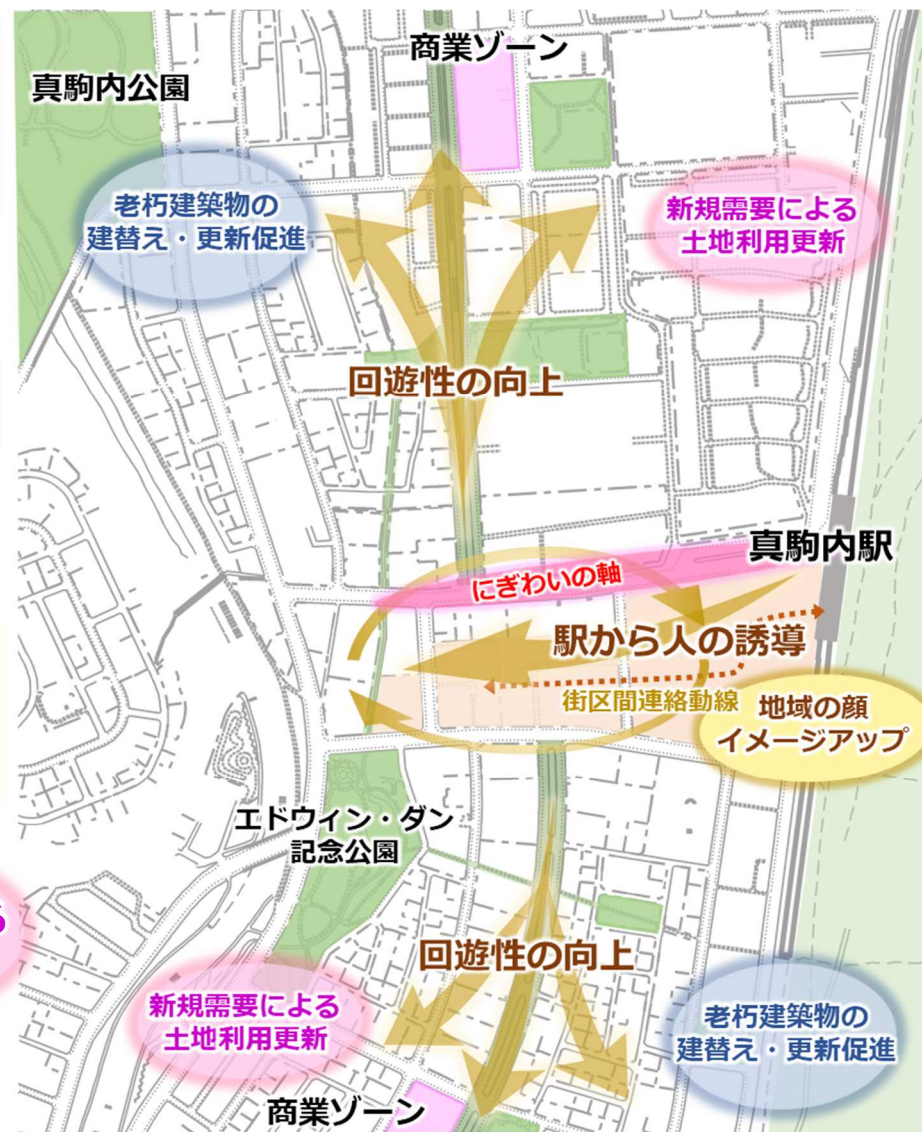 商業ゾーン
真駒内公園
老朽建築物の
建替え・更新促進
新規需要による
土地利用更新
回遊性の向上
真駒内駅
にぎわいの軸
駅から人の誘導
街区間連絡動線
地域の顔
イメージアップ
エドウィン・ダン
記念公園
る
回遊性の向上
新規需要による
土地利用更新
老朽建築物の
建替え・更新促進
商業ゾーン